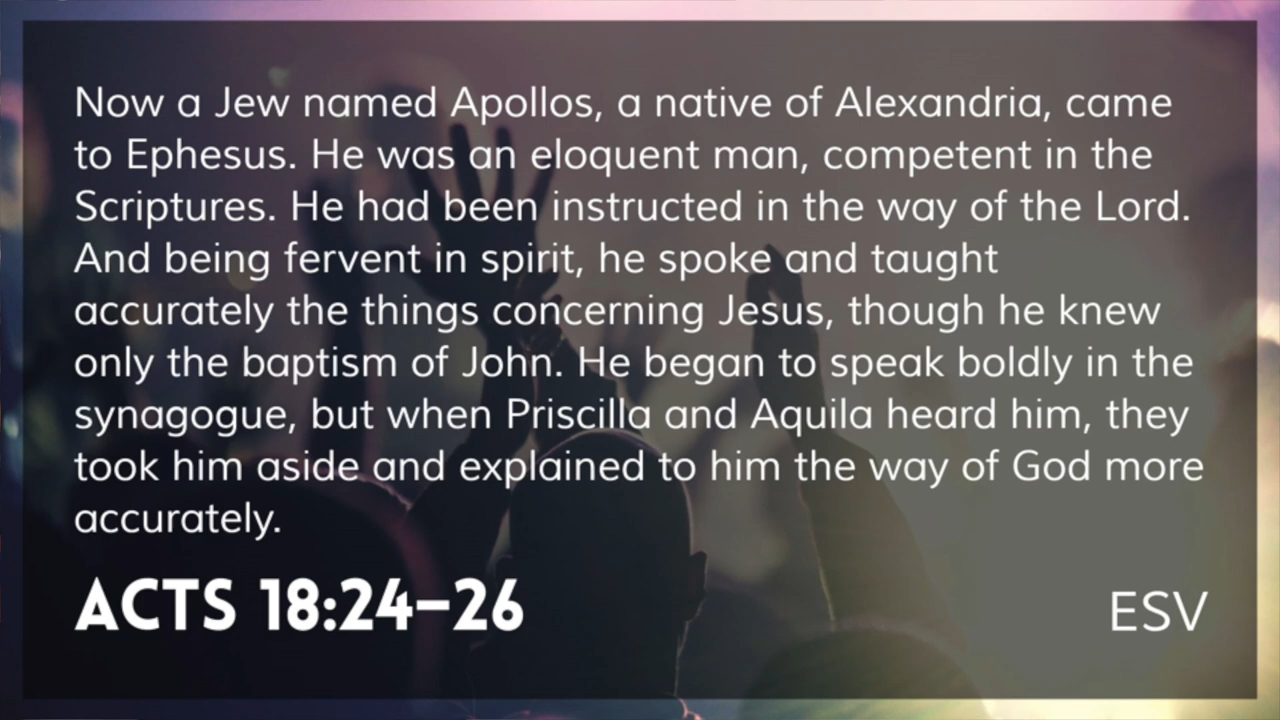 Now a Jew named Apollos, a native of Alexandria, came
to Ephesus. He was an eloquent man, competent in the
Scriptures. He had been instructed in the way of the Lord.
And being fervent in spirit, he spoke and taught
accurately the things concerning Jesus, though he knew
only the baptism of John. He began to speak boldly in the
synagogue, but when Priscilla and Aquila heard him, they
took him aside and explained to him the way of God more
accurately.
ACTS 18:24–26
ESV